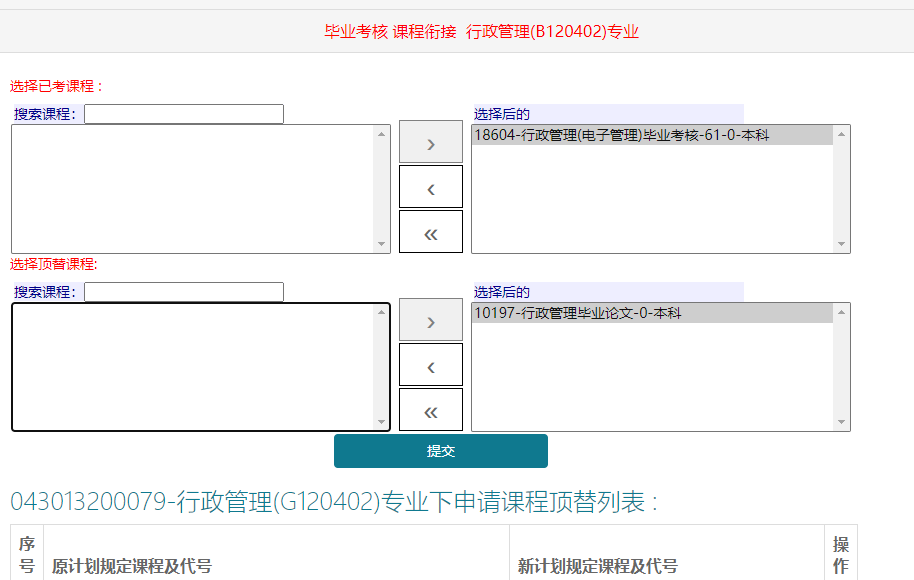 毕业考核 课程衔接 行政管理(B120402)专业
选择已考课程 :
搜索课程:
选择后的
18604-行政管理(电子管理)毕业考核-61-0-本科
›
‹
«
选择顶替课程:
搜索课程:
选择后的
10197-行政管理毕业论文-0-本科
›
‹
«
提交
043013200079-行政管理(G120402)专业下申请课程顶替列表 :
序号
原计划规定课程及代号
新计划规定课程及代号
操作